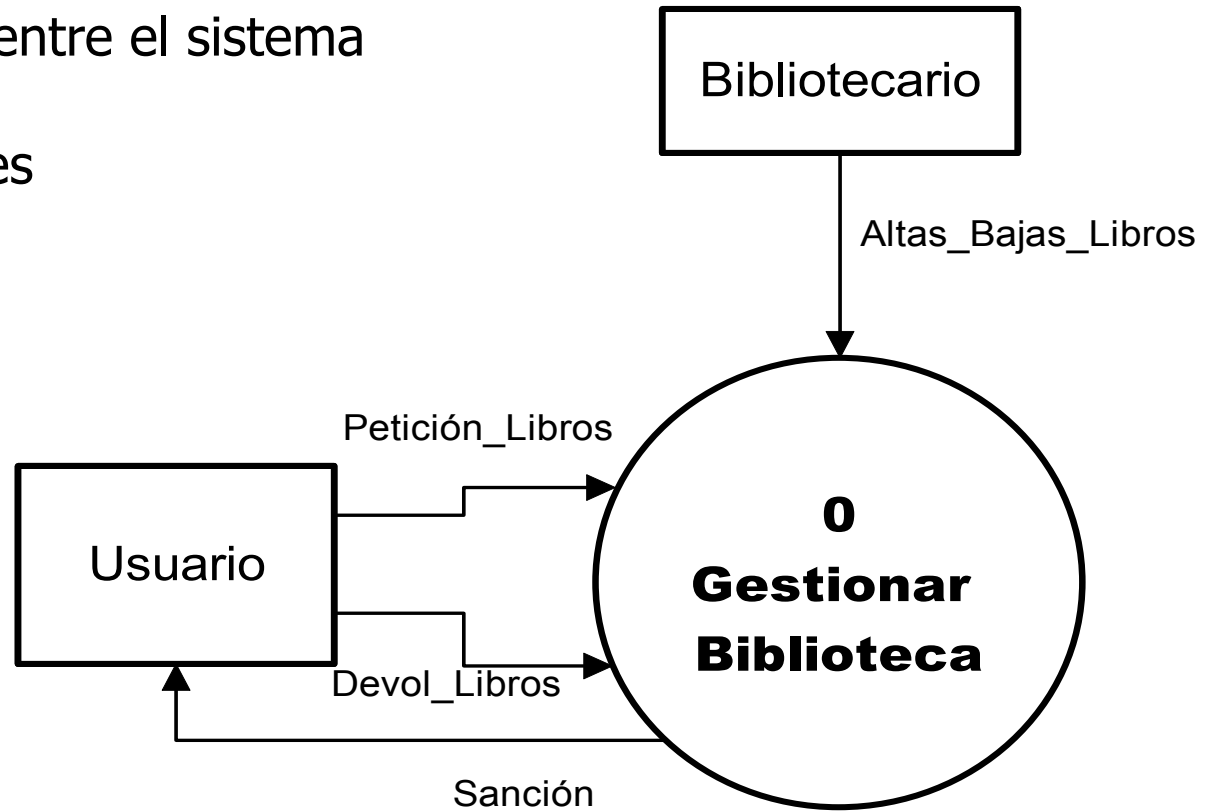 entre el sistema
es
Bibliotecario
Altas_Bajas_Libros
Petición_Libros
Usuario
0
Gestionar
Biblioteca
Devol_Libros
Sanción